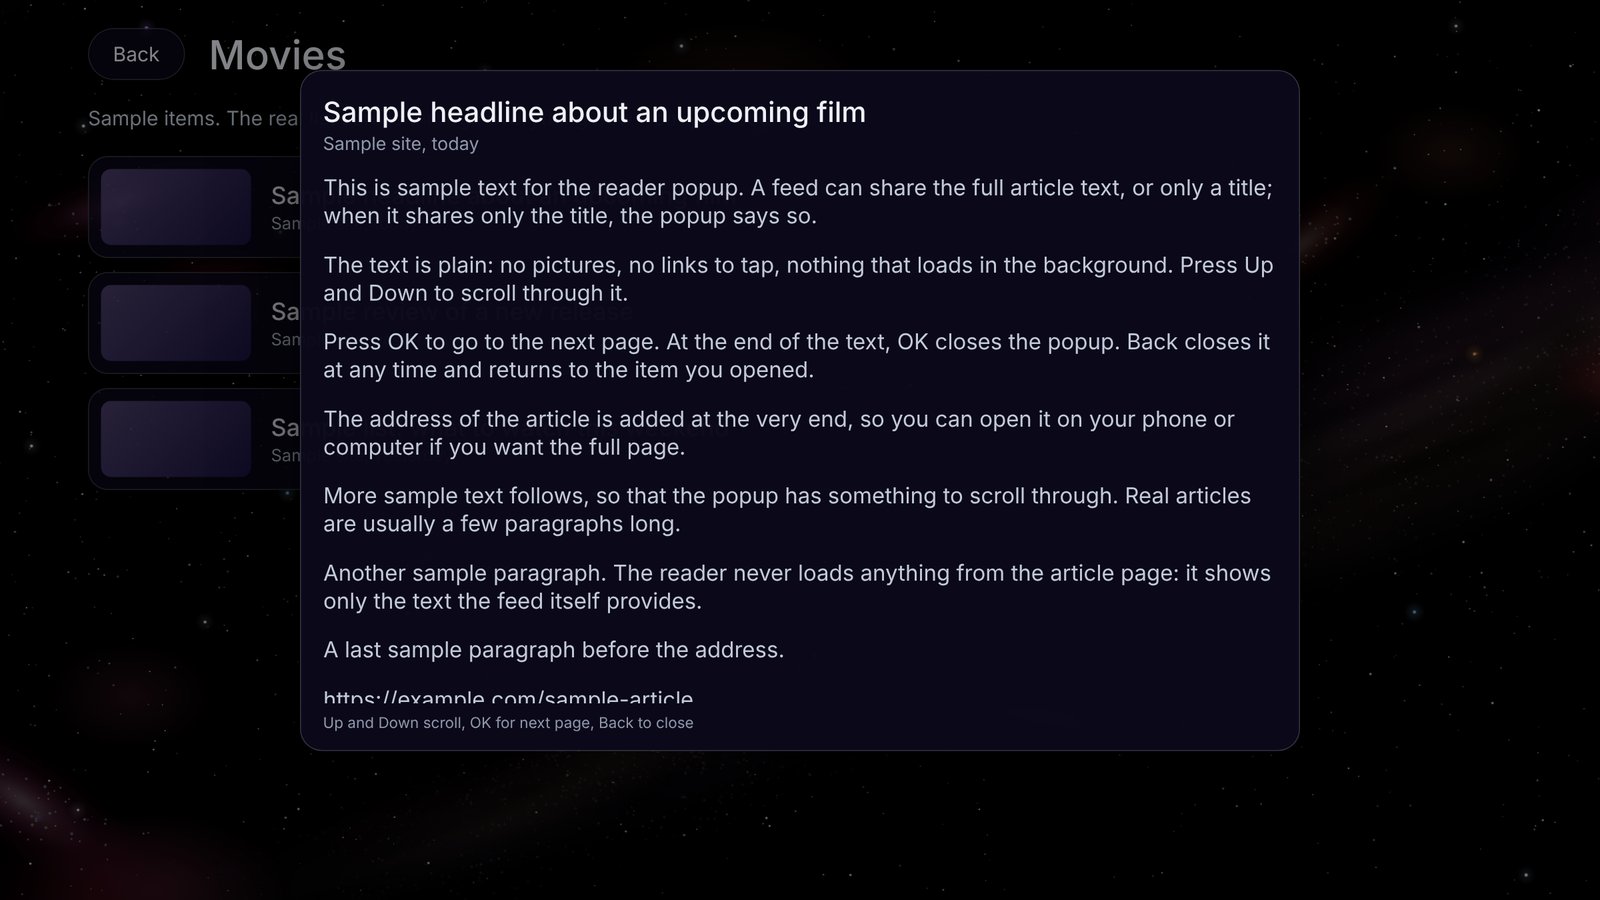 Back
Movies
Sample items. The rea
Sample headline about an upcoming film
Sample site, today
This is sample text for the reader popup. A feed can share the full article text, or only a title;
when it shares only the title, the popup says so.
The text is plain: no pictures, no links to tap, nothing that loads in the background. Press Up
and Down to scroll through it.
Press OK to go to the next page. At the end of the text, OK closes the popup. Back closes it
at any time and returns to the item you opened.
The address of the article is added at the very end, so you can open it on your phone or
computer if you want the full page.
More sample text follows, so that the popup has something to scroll through. Real articles
are usually a few paragraphs long.
Another sample paragraph. The reader never loads anything from the article page: it shows
only the text the feed itself provides.
A last sample paragraph before the address.
https://example.com/sample-article
Up and Down scroll, OK for next page, Back to close
Sample review of a new release